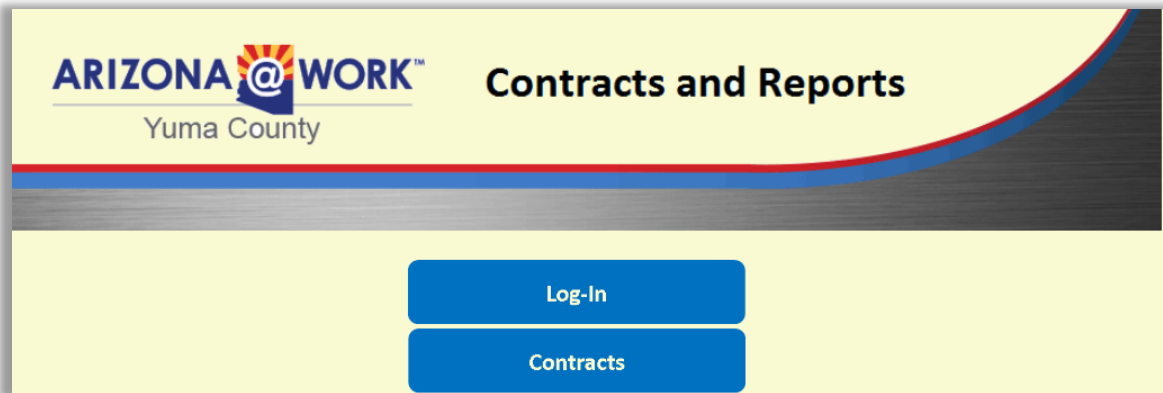 ARIZONA@WORK™
Yuma County
Contracts and Reports
Log-In
Contracts